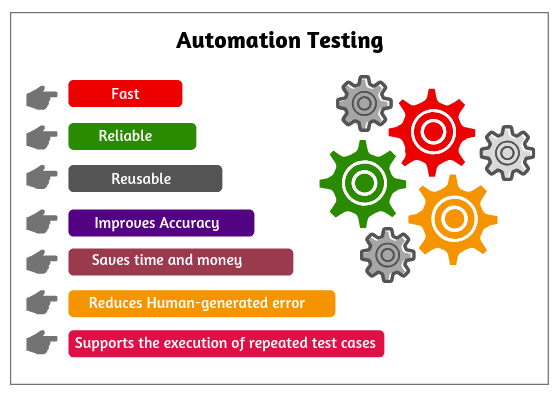 Automation Testing
Fast
Reliable
Reusable
Improves Accuracy
Saves time and money
Reduces Human-generated error
Supports the execution of repeated test cases